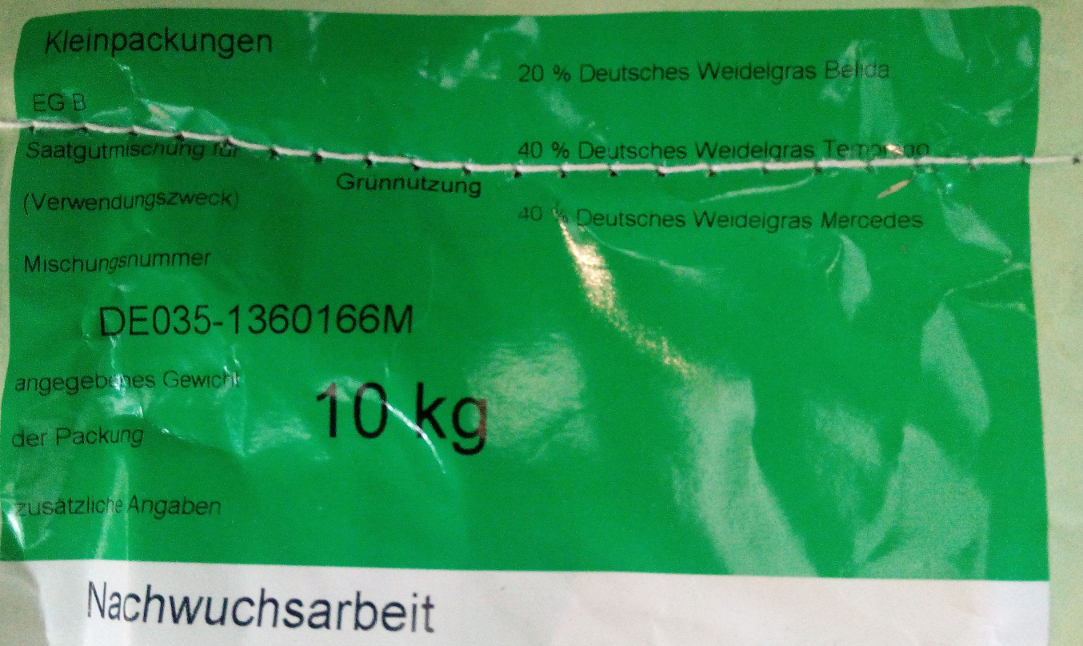 Kleinpackungen
EG B
Saatgutmischung für
Grünnutzung
(Verwendungszweck)
Mischungsnummer
DE035-1360166M
angegebenes Gewicht
10 kg
der Packung
zusätzliche Angaben
20 % Deutsches Weidelgras Belida
40 % Deutsches Weidelgras Temprano
40 % Deutsches Weidelgras Mercedes
Nachwuchsarbeit